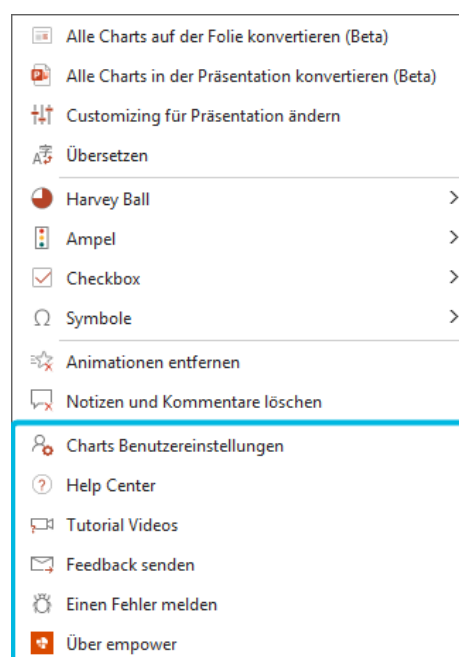 Alle Charts auf der Folie konvertieren (Beta)
Alle Charts in der Präsentation konvertieren (Beta)
Customizing für Präsentation ändern
Übersetzen
Harvey Ball
Ampel
Checkbox
Symbole
Animationen entfernen
Notizen und Kommentare löschen
Charts Benutzereinstellungen
Help Center
Tutorial Videos
Feedback senden
Einen Fehler melden
Über empower